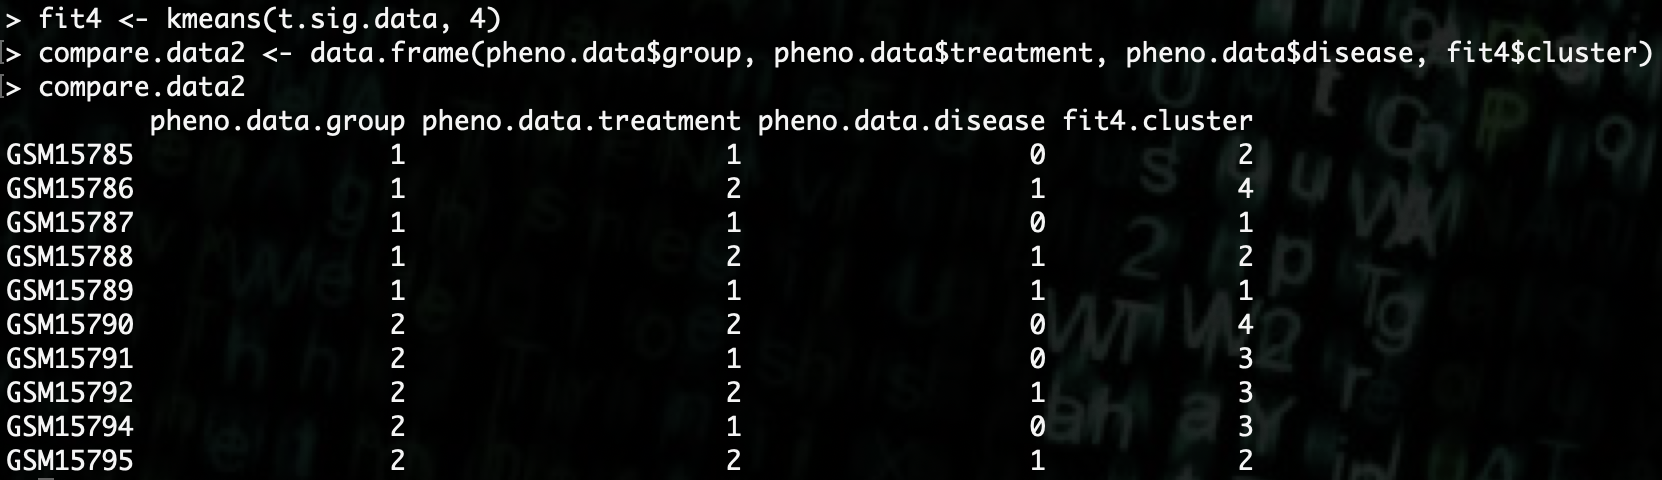 > fit4 <- kmeans(t.sig.data, 4)
> compare.data2 <- data.frame(pheno.data$group, pheno.data$treatment, pheno.data$disease, fit4$cluster)
> compare.data2
pheno.data.group pheno.data.treatment pheno.data.disease fit4.cluster
GSM15785 1 1 0 2
GSM15786 1 2 1 4
GSM15787 1 1 0 1
GSM15788 1 2 1 2
GSM15789 1 1 1 1
GSM15790 2 2 0 4
GSM15791 2 1 0 3
GSM15792 2 2 1 3
GSM15794 2 1 0 3
GSM15795 2 2 1 2